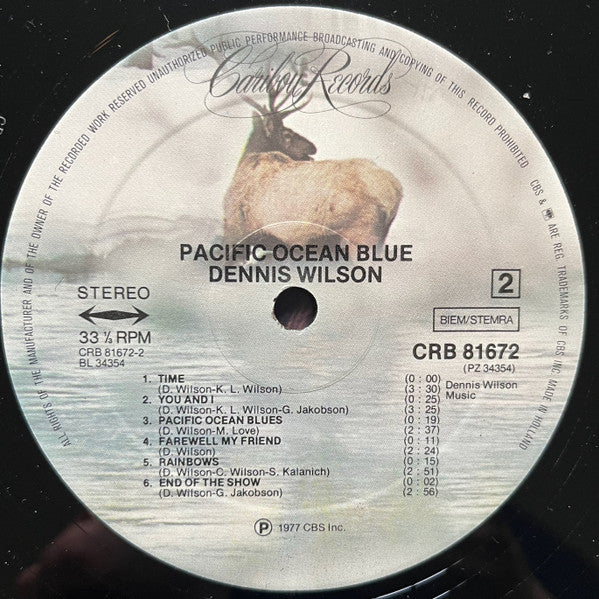 ALL RIGHTS OF THE MANUFACTURER AND OF THE OWNER OF THE RECORDED WORK RESERVED UNAUTHORIZED PUBLIC PERFORMANCE BROADCASTING AND COPYING OF THIS RECORD PROHIBITED
CBS & ARE REG. TRADEMARKS OF CBS INC MADE IN HOLLAND
Caribou Records
PACIFIC OCEAN BLUE
DENNIS WILSON
STEREO
33 ⅓ RPM
CRB 81672-2
BL 34354
2
BIEM/STEMRA
CRB 81672
(PZ 34354)
1. TIME (0 : 00)
(D. Wilson-K. L. Wilson) (3 : 30)
Dennis Wilson
Music
2. YOU AND I (0 : 25)
(D. Wilson-K. L. Wilson-G. Jakobson) (3 : 25)
3. PACIFIC OCEAN BLUES (0 : 19)
(D. Wilson-M. Love) (2 : 37)
4. FAREWELL MY FRIEND (0 : 11)
(D. Wilson) (2 : 24)
5. RAINBOWS (0 : 15)
(D. Wilson-C. Wilson-S. Kalanich) (2 : 51)
6. END OF THE SHOW (0 : 02)
(D. Wilson-G. Jakobson) (2 : 56)
Ⓟ 1977 CBS Inc.